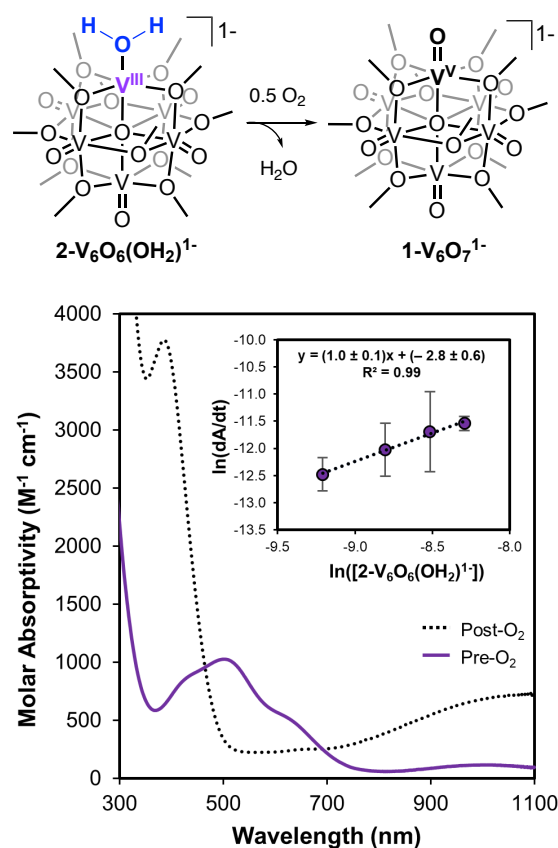 H H
O
1-
V^III
O O
O V V O
O V O V O
O O O
O V O
O
2-V₆O₆(OH₂)¹⁻
0.5 O₂
H₂O
O
1-
V^V
O O
O V V O
O V O V O
O O O
O V O
O
1-V₆O₇¹⁻
Molar Absorptivity (M⁻¹ cm⁻¹)
4000
3500
3000
2500
2000
1500
1000
500
0
300 500 700 900 1100
Wavelength (nm)
y = (1.0 ± 0.1)x + (– 2.8 ± 0.6)
R² = 0.99
ln(dA/dt)
-10.0
-10.5
-11.0
-11.5
-12.0
-12.5
-13.0
-13.5
-9.5 -9.0 -8.5 -8.0
ln([2-V₆O₆(OH₂)¹⁻])
Post-O₂
Pre-O₂